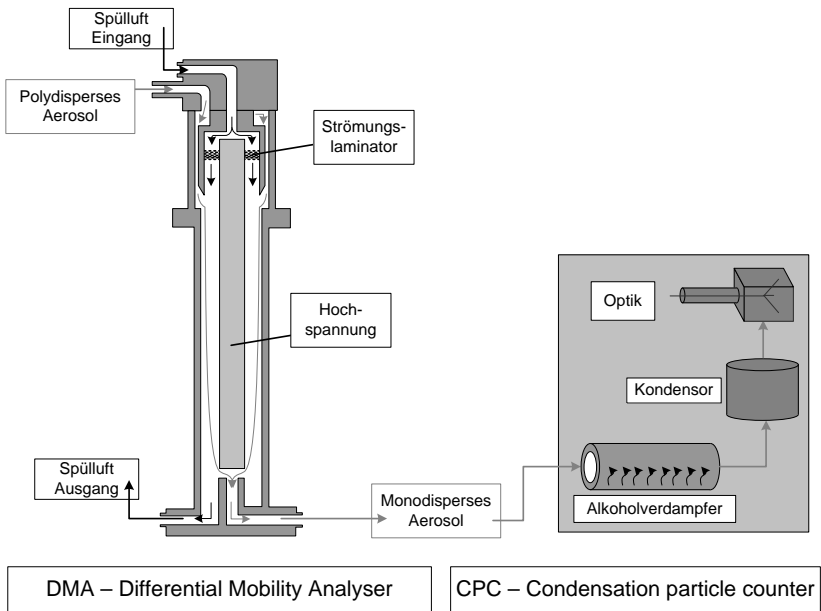 Spülluft
Eingang
Polydisperses
Aerosol
Strömungs-
laminator
Hoch-
spannung
Optik
Kondensor
Spülluft
Ausgang
Monodisperses
Aerosol
Alkoholverdampfer
DMA – Differential Mobility Analyser
CPC – Condensation particle counter